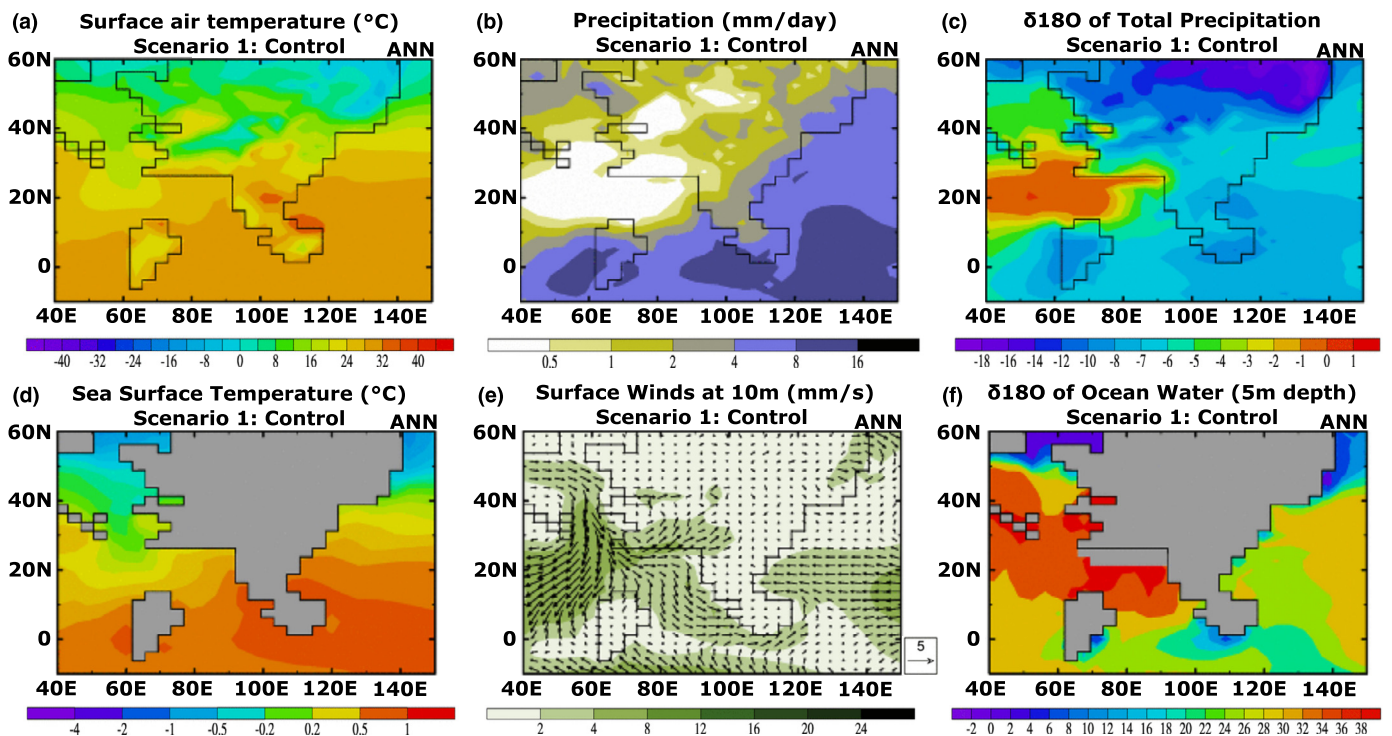 (a) Surface air temperature (°C)
Scenario 1: Control ANN
60N
40N
20N
0
40E 60E 80E 100E 120E 140E
-40 -32 -24 -16 -8 0 8 16 24 32 40
(b) Precipitation (mm/day)
Scenario 1: Control
60N
40N
20N
0
40E 60E 80E 100E 120E 140E
0.5 1 2 4 8 16
(c) δ18O of Total Precipitation
Scenario 1: Control ANN
60N
40N
20N
0
40E 60E 80E 100E 120E 140E
-18 -16 -14 -12 -10 -8 -6 -5 -4 -3 -2 -1 0 1
(d) Sea Surface Temperature (°C)
Scenario 1: Control ANN
60N
40N
20N
0
40E 60E 80E 100E 120E 140E
-4 -2 -1 -0.5 -0.2 0.2 0.5 1
(e) Surface Winds at 10m (mm/s)
Scenario 1: Control ANN
60N
40N
20N
0
5
40E 60E 80E 100E 120E 140E
2 4 8 12 16 20 24
(f) δ18O of Ocean Water (5m depth)
Scenario 1: Control ANN
60N
40N
20N
0
40E 60E 80E 100E 120E 140E
-2 0 2 4 6 8 10 12 14 16 18 20 22 24 26 28 30 32 34 36 38